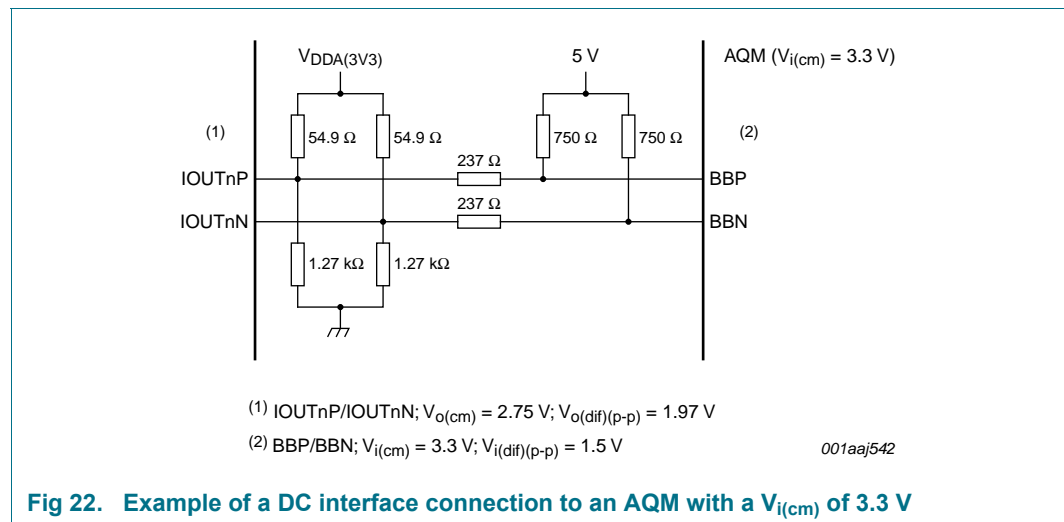 VDDA(3V3)
5 V
AQM (Vi(cm) = 3.3 V)
(1)
54.9 Ω
54.9 Ω
750 Ω
750 Ω
(2)
237 Ω
IOUTnP
BBP
237 Ω
IOUTnN
BBN
1.27 kΩ
1.27 kΩ
(1) IOUTnP/IOUTnN; Vo(cm) = 2.75 V; Vo(dif)(p-p) = 1.97 V
(2) BBP/BBN; Vi(cm) = 3.3 V; Vi(dif)(p-p) = 1.5 V
001aaj542
Fig 22. Example of a DC interface connection to an AQM with a Vi(cm) of 3.3 V